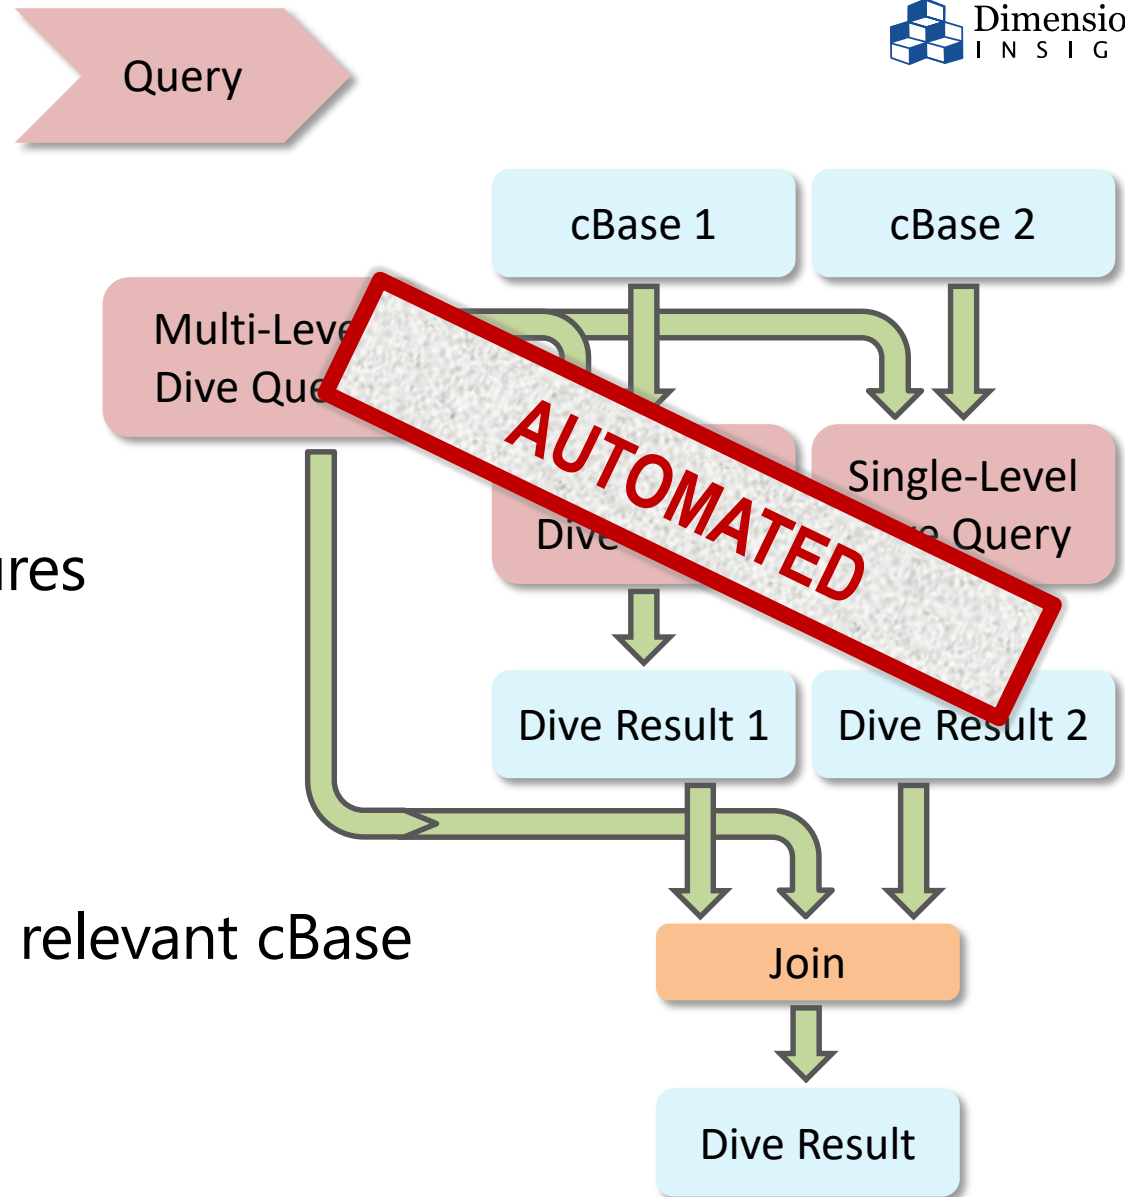 Query
Dimensio
INSIG
cBase 1
cBase 2
Multi-Leve
Dive Que
AUTOMATED
Single-Level
Dive
e Query
ures
Dive Result 1
Dive Result 2
relevant cBase
Join
Dive Result